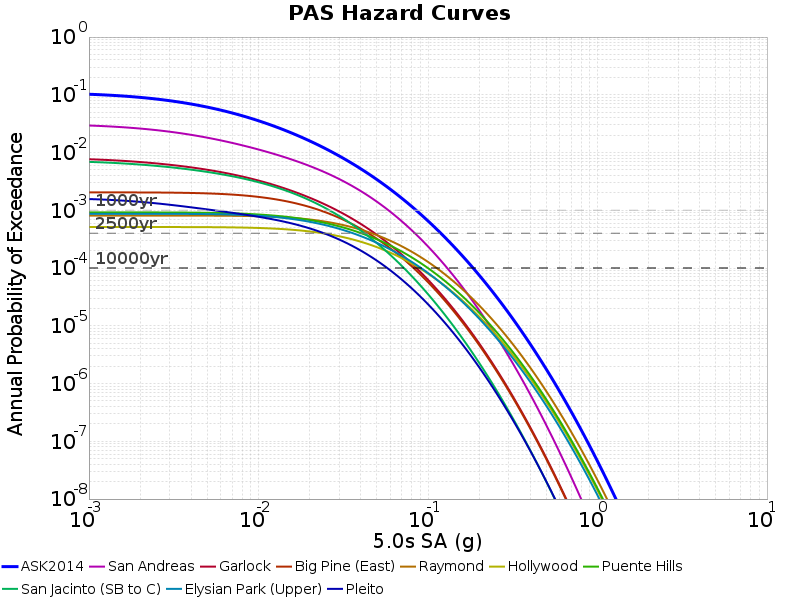 PAS Hazard Curves
Annual Probability of Exceedance
10^0
10^-1
10^-2
10^-3
10^-4
10^-5
10^-6
10^-7
10^-8
1000yr
2500yr
10000yr
10^-3 10^-2 10^-1 10^0 10^1
5.0s SA (g)
ASK2014 San Andreas Garlock Big Pine (East) Raymond Hollywood Puente Hills
San Jacinto (SB to C) Elysian Park (Upper) Pleito